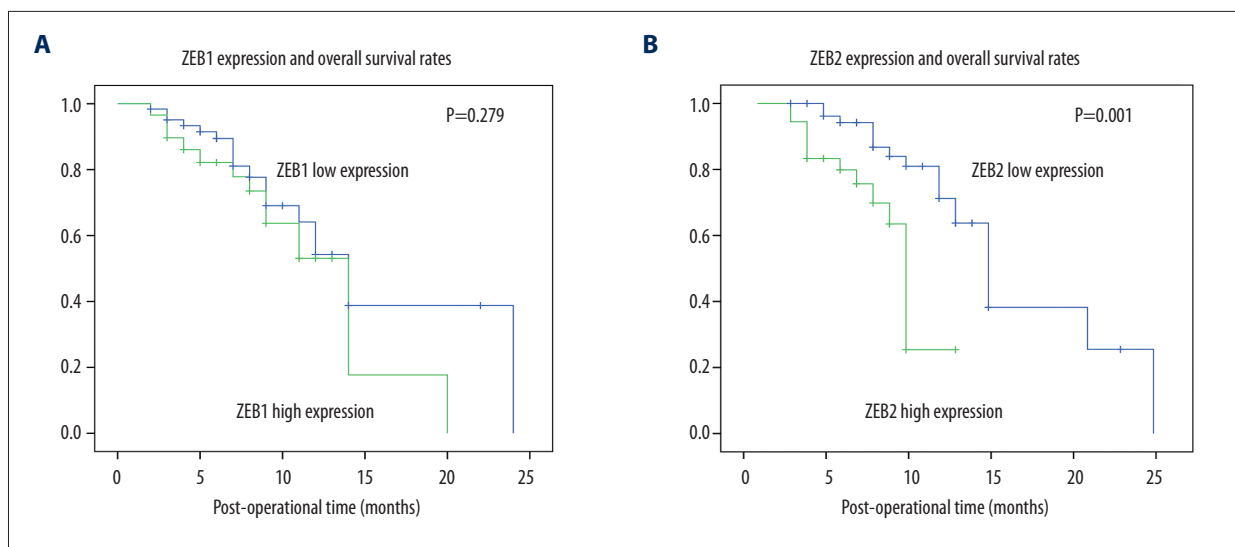 A
ZEB1 expression and overall survival rates
1.0
0.8
0.6
0.4
0.2
0.0
P=0.279
ZEB1 low expression
ZEB1 high expression
0 5 10 15 20 25
Post-operational time (months)
B
ZEB2 expression and overall survival rates
1.0
0.8
0.6
0.4
0.2
0.0
P=0.001
ZEB2 low expression
ZEB2 high expression
0 5 10 15 20 25
Post-operational time (months)